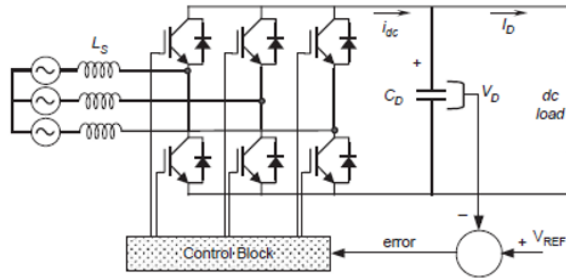 L_S
i_dc
I_D
+
C_D
V_D
dc
load
−
Control Block
error
+ V_REF